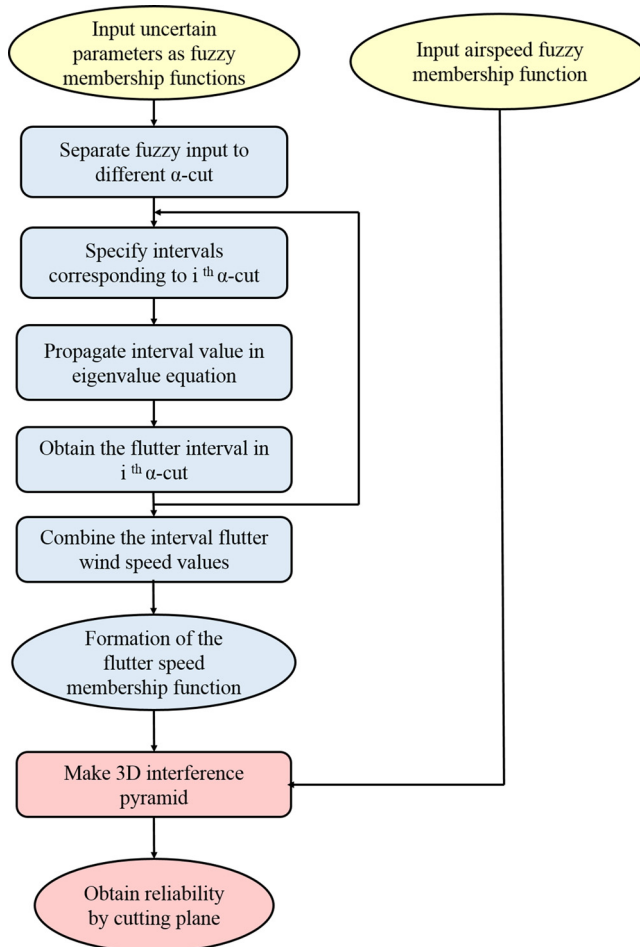 Input uncertain
parameters as fuzzy
membership functions
Input airspeed fuzzy
membership function
Separate fuzzy input to
different α-cut
Specify intervals
corresponding to i th α-cut
Propagate interval value in
eigenvalue equation
Obtain the flutter interval in
i th α-cut
Combine the interval flutter
wind speed values
Formation of the
flutter speed
membership function
Make 3D interference
pyramid
Obtain reliability
by cutting plane